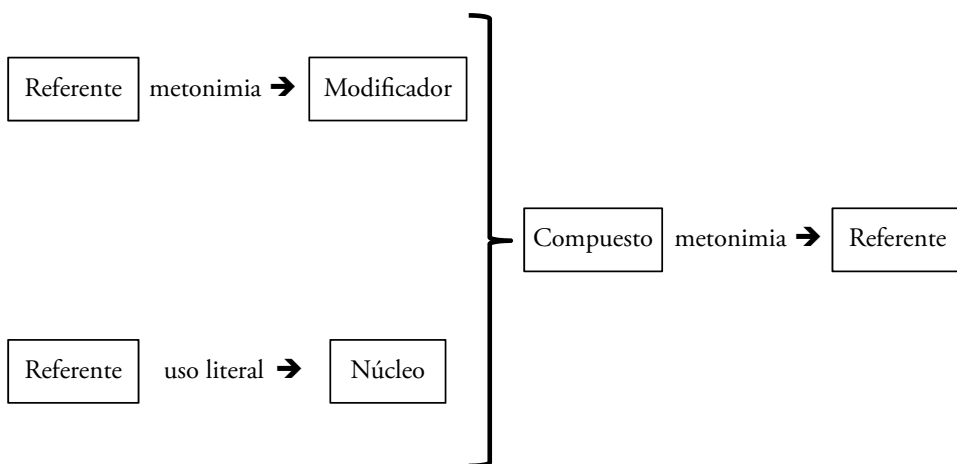 Referente metonimia ➔ Modificador
Compuesto metonimia ➔ Referente
Referente uso literal ➔ Núcleo